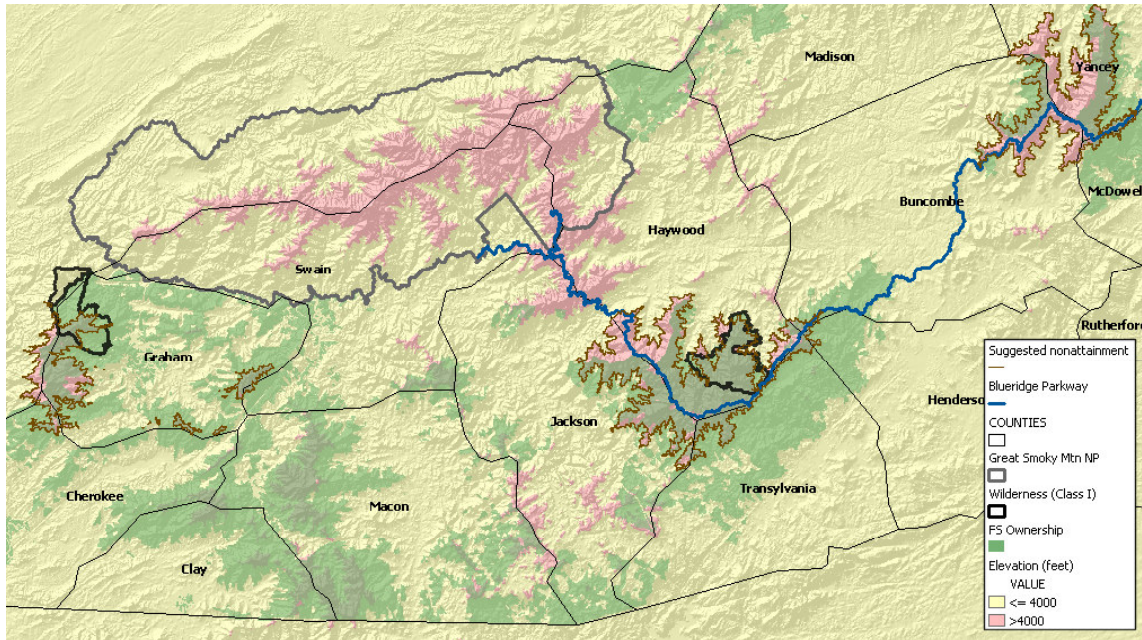 Madison
Yancey
McDowel
Buncombe
Haywood
Swain
Rutherford
Graham
Henderso
Jackson
Transylvania
Cherokee
Macon
Clay
Suggested nonattainment
Blueridge Parkway
COUNTIES
Great Smoky Mtn NP
Wilderness (Class I)
FS Ownership
Elevation (feet)
VALUE
<= 4000
>4000